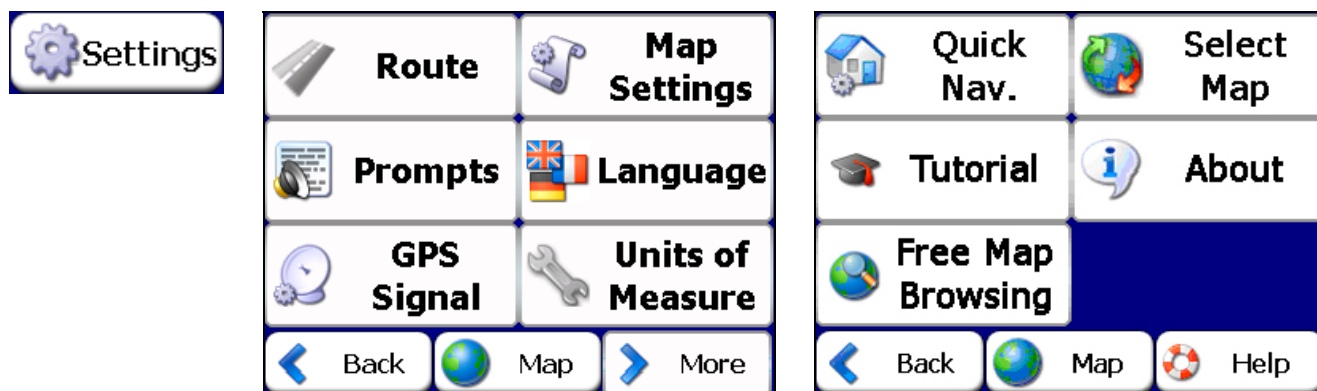 Settings
Route
Map
Settings
Prompts
Language
GPS
Signal
Units of
Measure
Back
Map
More
Quick
Nav.
Select
Map
Tutorial
About
Free Map
Browsing
Back
Map
Help